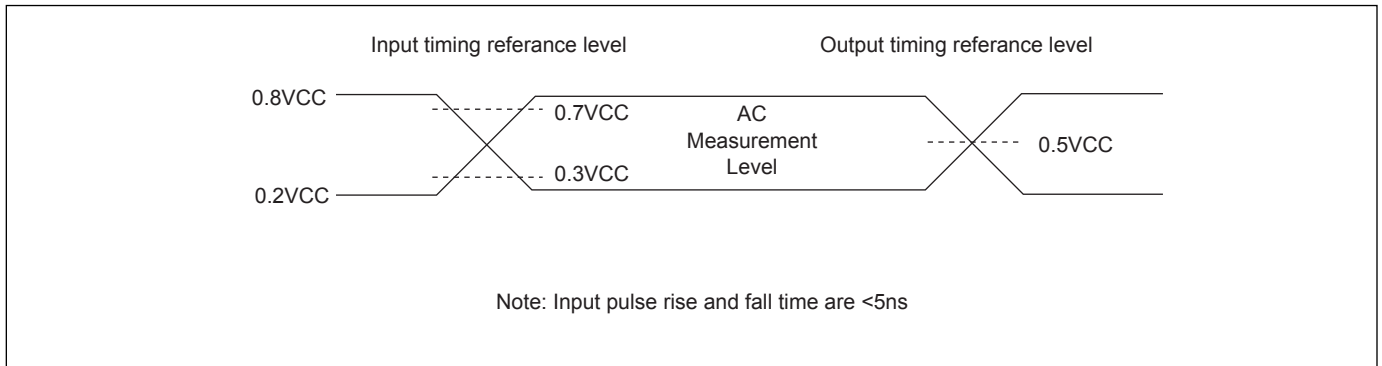 Input timing referance level
Output timing referance level
0.8VCC
0.7VCC
AC
Measurement
Level
0.5VCC
0.3VCC
0.2VCC
Note: Input pulse rise and fall time are <5ns